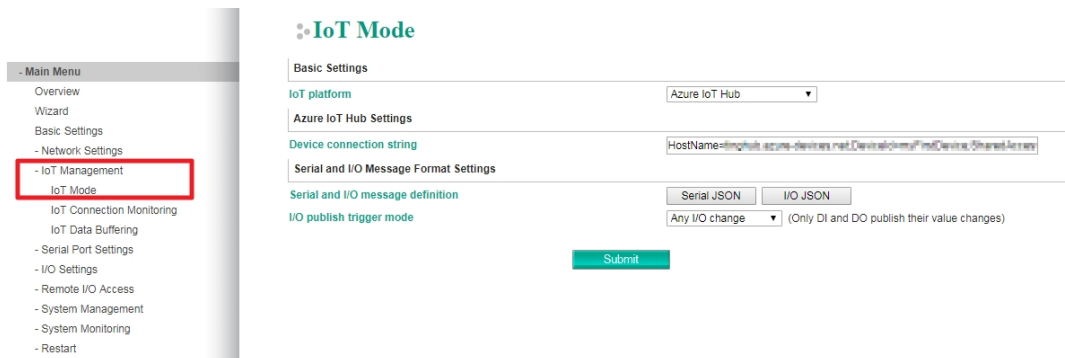 IoT Mode
- Main Menu
Overview
Wizard
Basic Settings
- Network Settings
- IoT Management
IoT Mode
IoT Connection Monitoring
IoT Data Buffering
- Serial Port Settings
- I/O Settings
- Remote I/O Access
- System Management
- System Monitoring
- Restart
Basic Settings
IoT platform Azure IoT Hub
Azure IoT Hub Settings
Device connection string HostName=
Serial and I/O Message Format Settings
Serial and I/O message definition Serial JSON I/O JSON
I/O publish trigger mode Any I/O change (Only DI and DO publish their value changes)
Submit